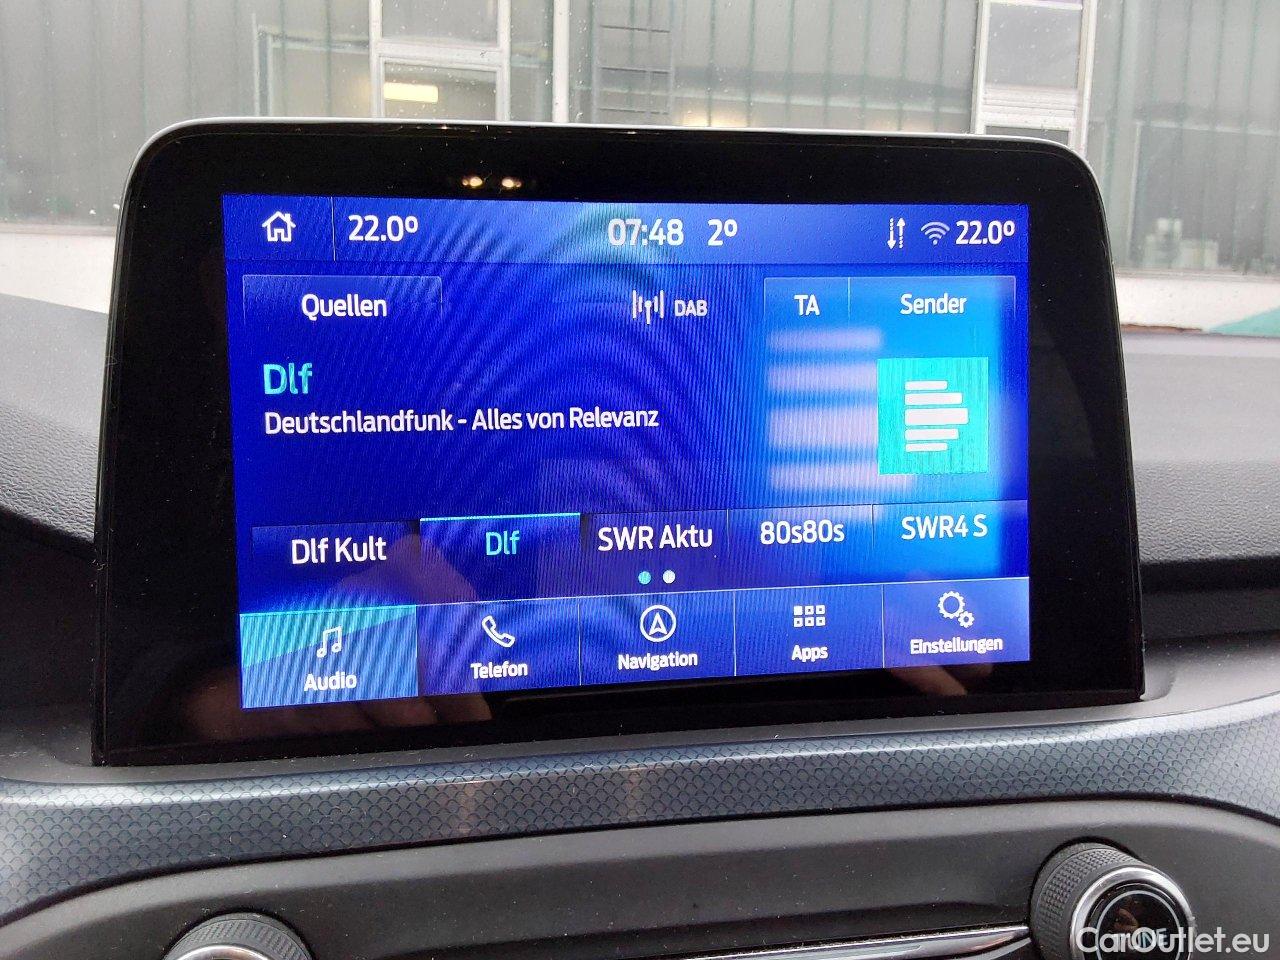 22.0° 07:48 2° 22.0°
Quellen DAB TA Sender
Dlf
Deutschlandfunk - Alles von Relevanz
Dlf Kult Dlf SWR Aktu 80s80s SWR4 S
Audio Telefon Navigation Apps Einstellungen
CarOutlet.eu